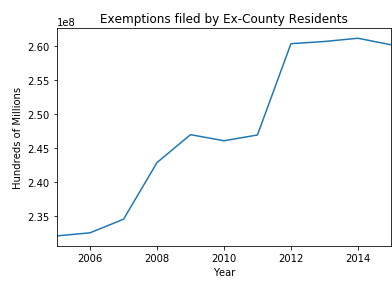 Exemptions filed by Ex-County Residents
1e8
2.60
2.55
2.50
2.45
2.40
2.35
Hundreds of Millions
2006 2008 2010 2012 2014
Year